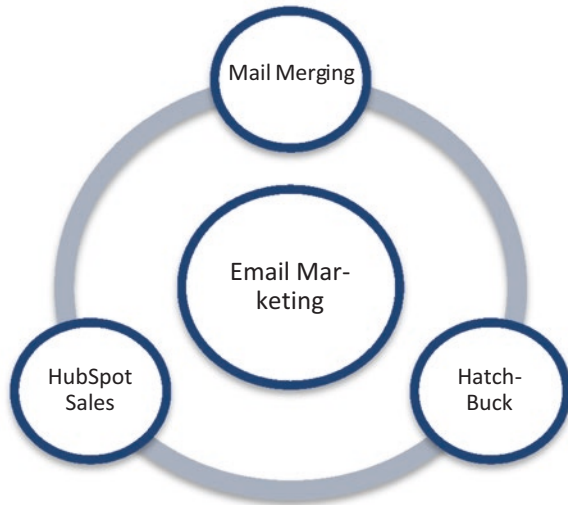 Mail Merging
Email Mar-
keting
HubSpot
Sales
Hatch-
Buck